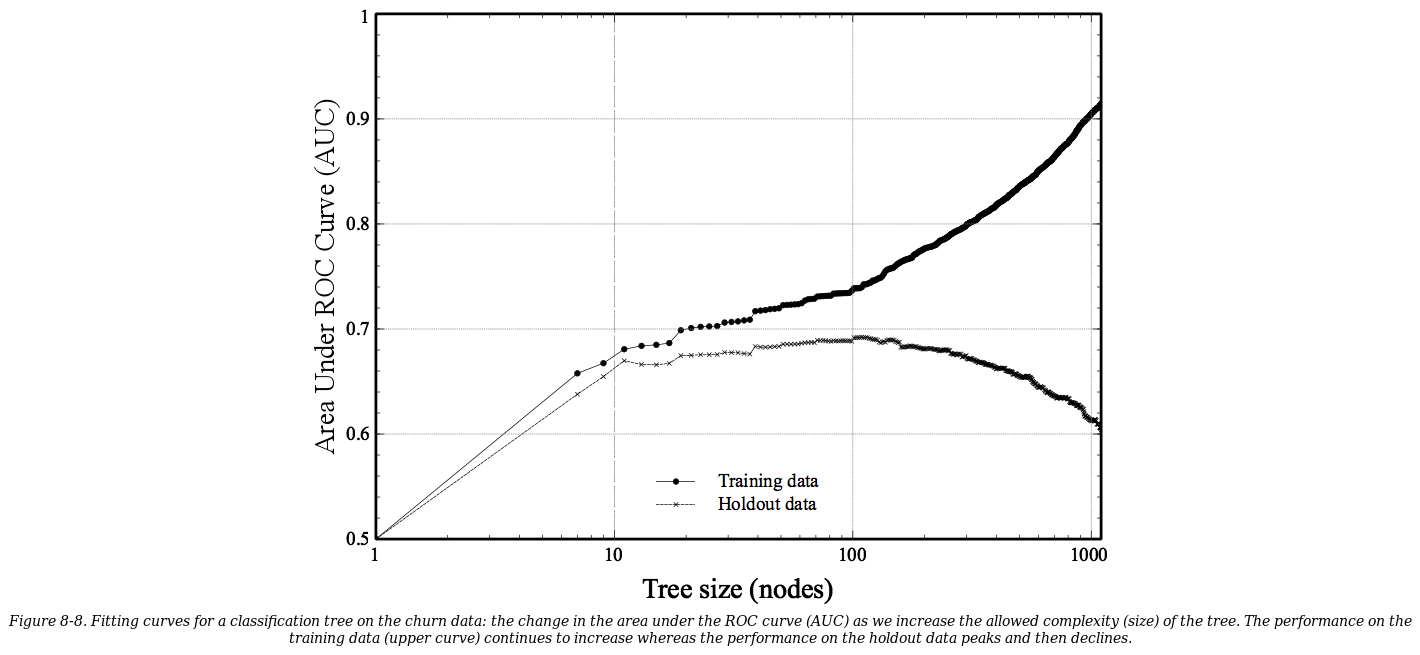 1
0.9
0.8
0.7
0.6
0.5
Area Under ROC Curve (AUC)
Training data
Holdout data
1 10 100 1000
Tree size (nodes)
Figure 8-8. Fitting curves for a classification tree on the churn data: the change in the area under the ROC curve (AUC) as we increase the allowed complexity (size) of the tree. The performance on the
training data (upper curve) continues to increase whereas the performance on the holdout data peaks and then declines.